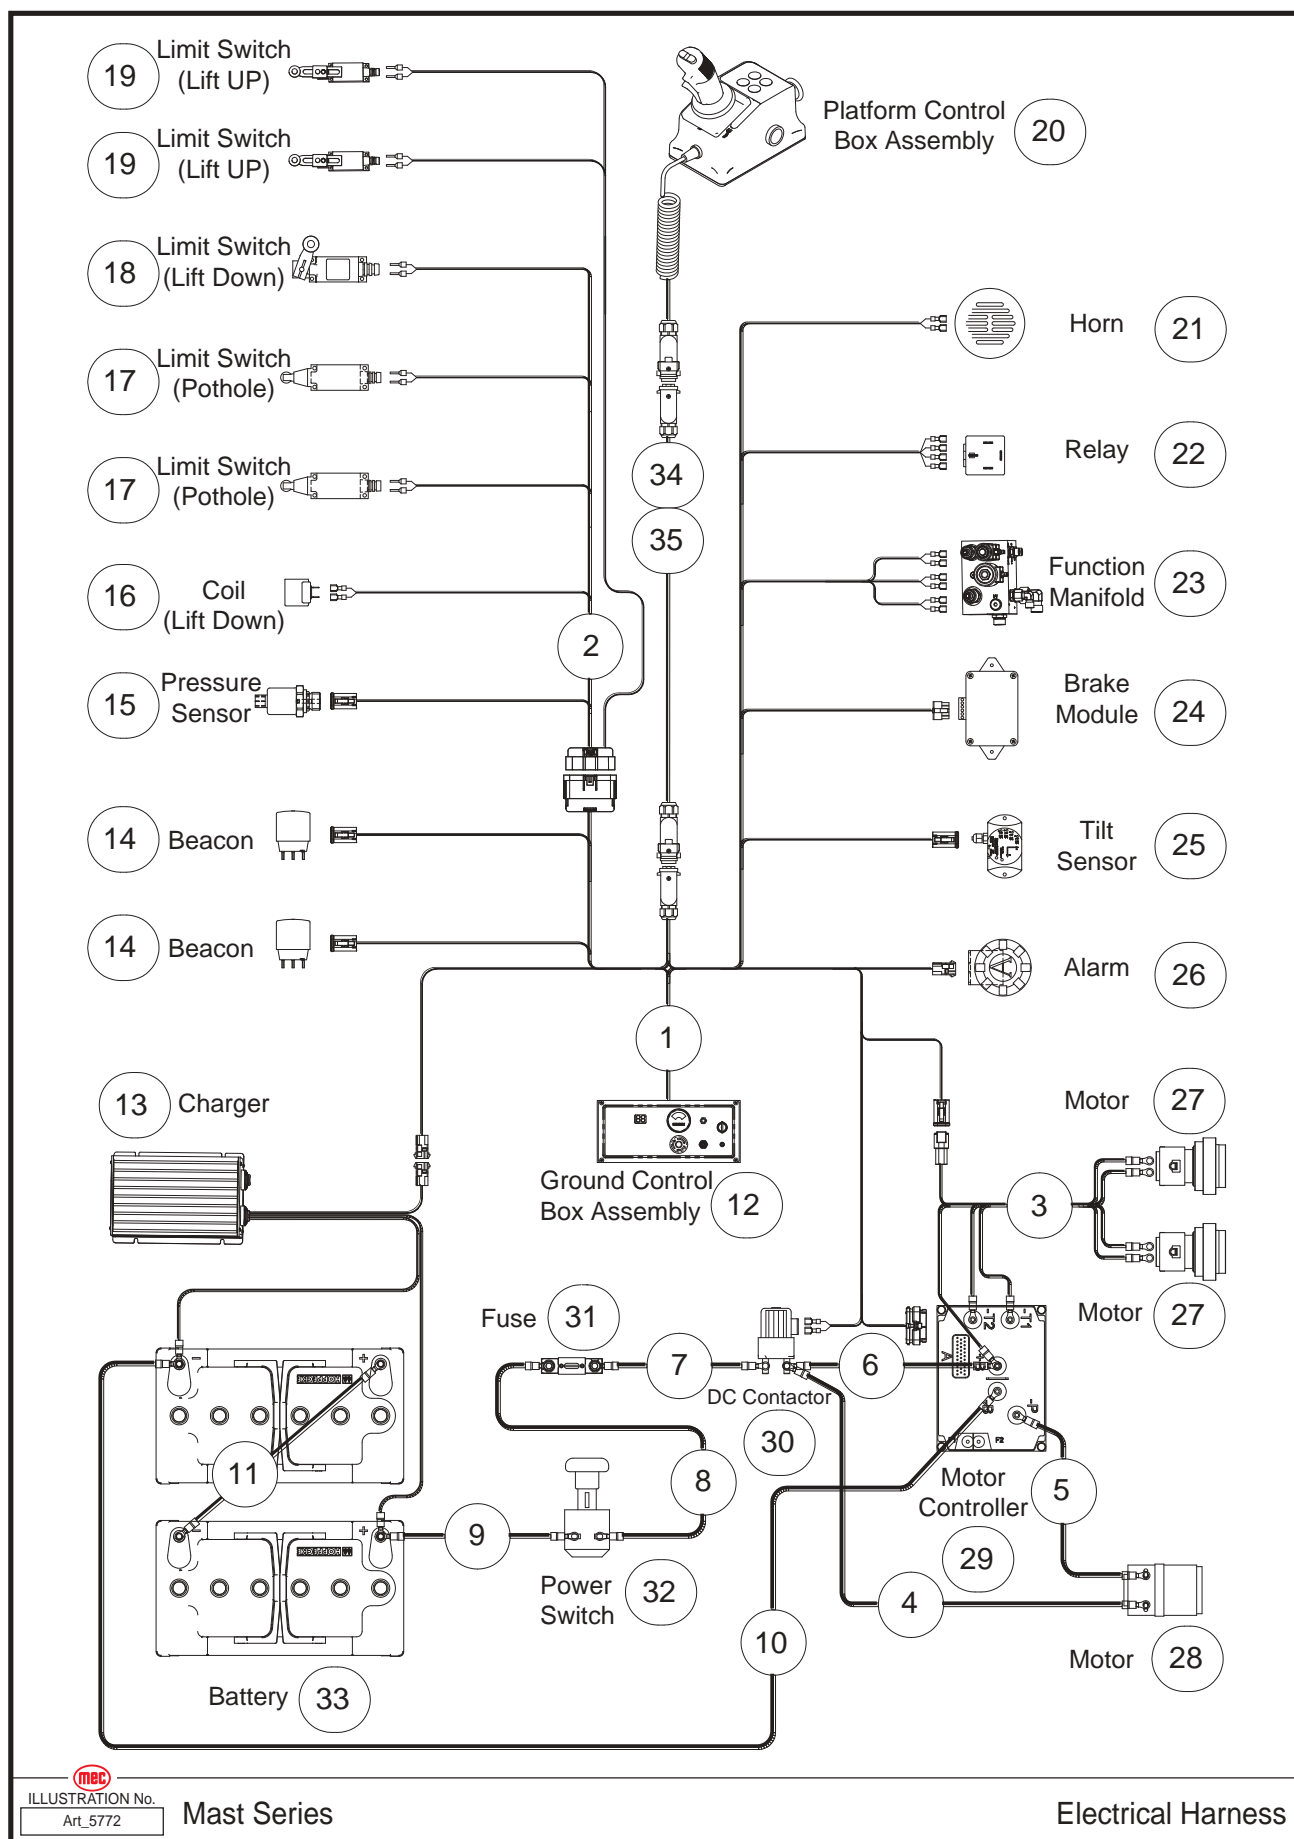 19
Limit Switch
(Lift UP)
19
Limit Switch
(Lift UP)
18
Limit Switch
(Lift Down)
17
Limit Switch
(Pothole)
17
Limit Switch
(Pothole)
16
Coil
(Lift Down)
15
Pressure
Sensor
14
Beacon
14
Beacon
2
34
35
1
Platform Control
Box Assembly
20
Horn
21
Relay
22
Function
Manifold
23
Brake
Module
24
Tilt
Sensor
25
Alarm
26
13
Charger
Ground Control
Box Assembly
12
Motor
27
3
Motor
27
Fuse
31
7
DC Contactor
30
6
-T2
-T1
A
F2
Motor
Controller
29
5
8
11
9
Power
Switch
32
4
10
Motor
28
Battery
33
mec
ILLUSTRATION No.
Art_5772
Mast Series
Electrical Harness